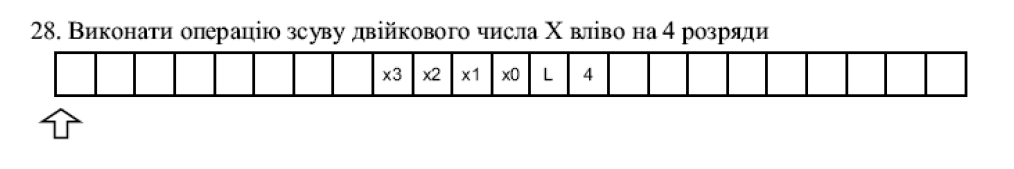 28. Виконати операцію зсуву двійкового числа X вліво на 4 розряди
x3 x2 x1 x0 L 4